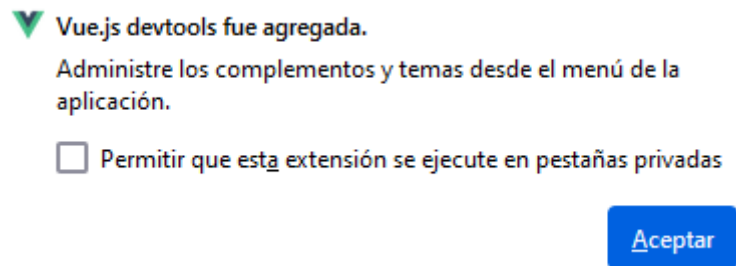 Vue.js devtools fue agregada.
Administre los complementos y temas desde el menú de la
aplicación.
Permitir que esta extensión se ejecute en pestañas privadas
Aceptar